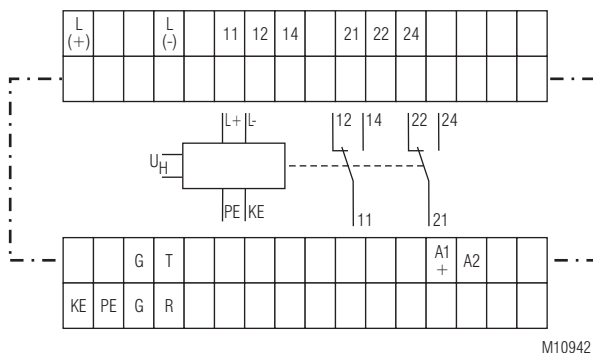 L (+) L (-) 11 12 14 21 22 24
L+ L- 12 14 22 24
UH
PE KE 11 21
G T A1 + A2
KE PE G R
M10942